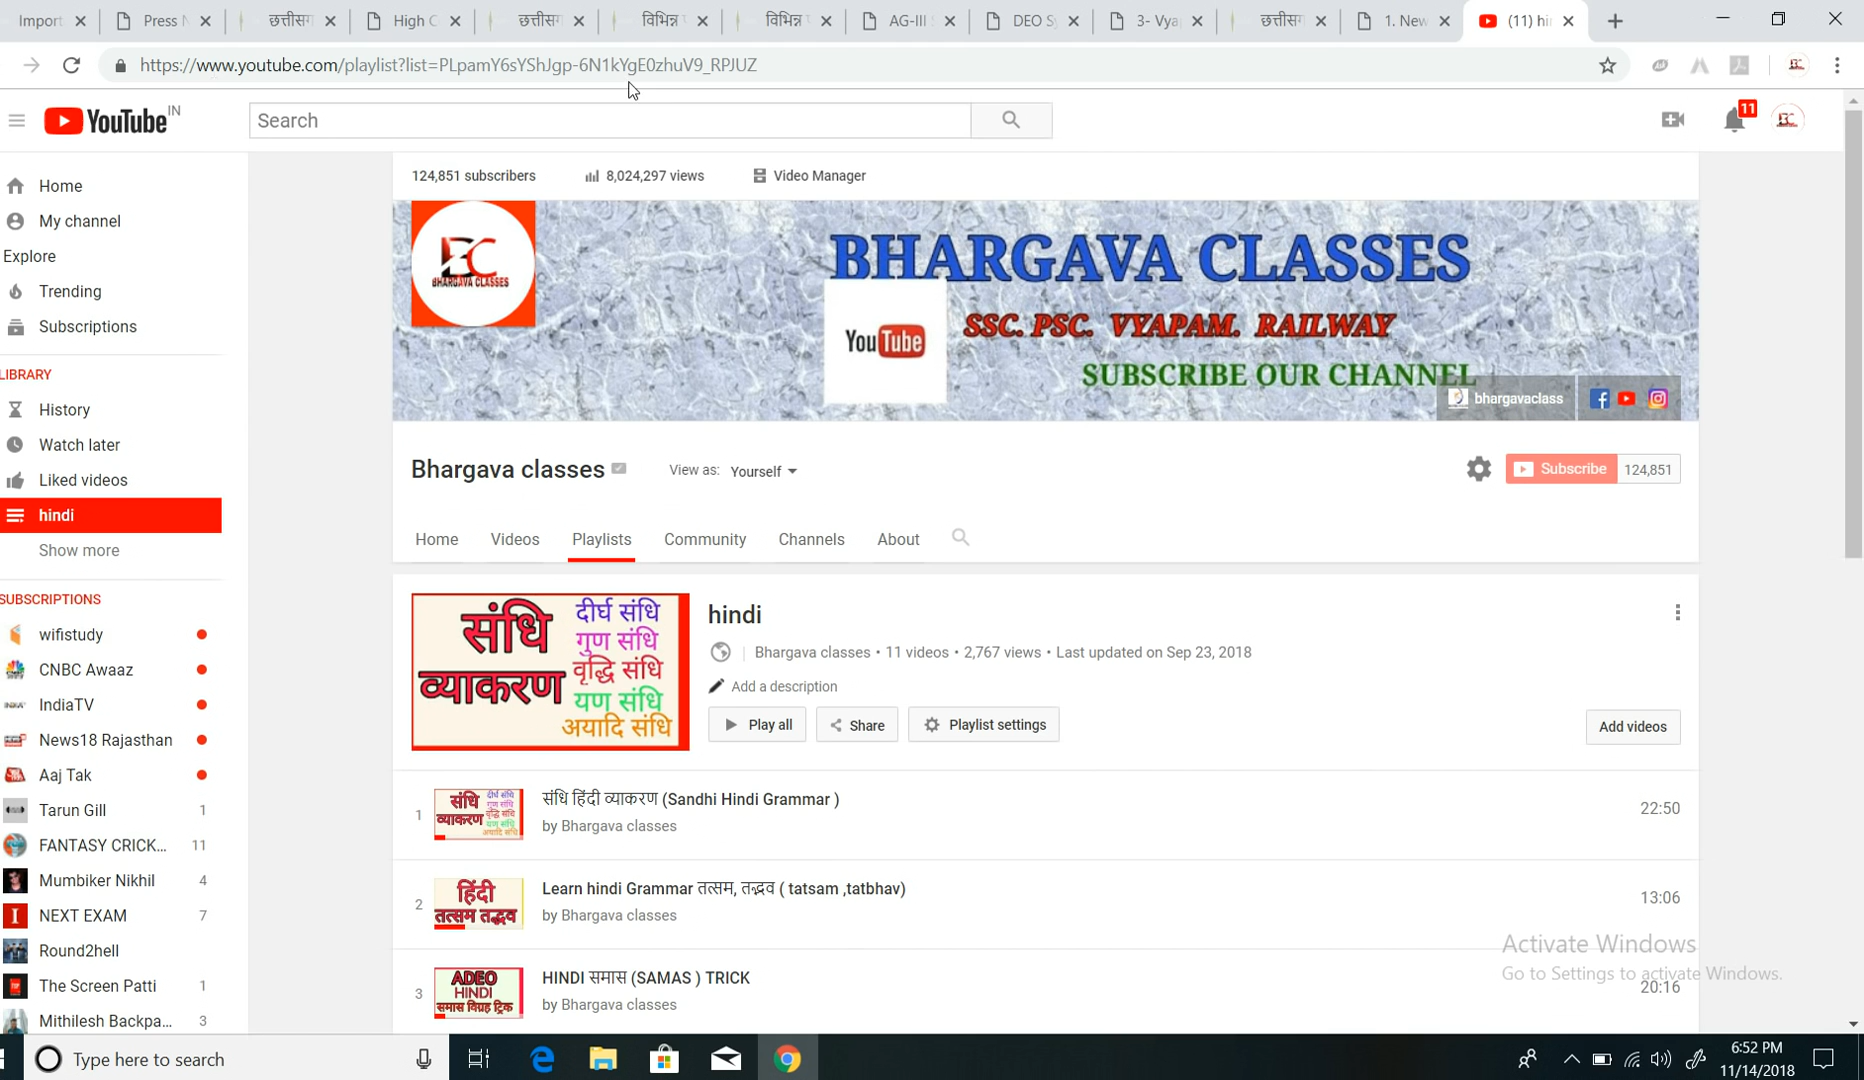 Import
Press N
छत्तीसग
High C
छत्तीसग
विभिन्न
विभिन्न
AG-III
DEO Sy
3- Vya
छत्तीसग
1. New
(11) hi
https://www.youtube.com/playlist?list=PLpamY6sYShJgp-6N1kYgE0zhuV9_RPJUZ
YouTube IN
Search
11
Home
My channel
Explore
Trending
Subscriptions
LIBRARY
History
Watch later
Liked videos
hindi
Show more
SUBSCRIPTIONS
wifistudy
CNBC Awaaz
IndiaTV
News18 Rajasthan
Aaj Tak
Tarun Gill 1
FANTASY CRICK... 11
Mumbiker Nikhil 4
NEXT EXAM 7
Round2hell
The Screen Patti 1
Mithilesh Backpa... 3
124,851 subscribers 8,024,297 views Video Manager
BC
BHARGAVA CLASSES
BHARGAVA CLASSES
YouTube
SSC. PSC. VYAPAM. RAILWAY
SUBSCRIBE OUR CHANNEL
bhargavaclass
Bhargava classes View as: Yourself
Subscribe 124,851
Home Videos Playlists Community Channels About
संधि
व्याकरण
दीर्घ संधि
गुण संधि
वृद्धि संधि
यण संधि
अयादि संधि
hindi
Bhargava classes • 11 videos • 2,767 views • Last updated on Sep 23, 2018
Add a description
Play all Share Playlist settings
Add videos
1
संधि
व्याकरण
दीर्घ संधि
गुण संधि
वृद्धि संधि
यण संधि
अयादि संधि
संधि हिंदी व्याकरण (Sandhi Hindi Grammar )
by Bhargava classes
22:50
2
हिंदी
तत्सम तद्भव
Learn hindi Grammar तत्सम, तद्भव ( tatsam ,tatbhav)
by Bhargava classes
13:06
3
ADEO
HINDI
समास विग्रह ट्रिक
HINDI समास (SAMAS ) TRICK
by Bhargava classes
20:16
Activate Windows
Go to Settings to activate Windows.
Type here to search
6:52 PM
11/14/2018